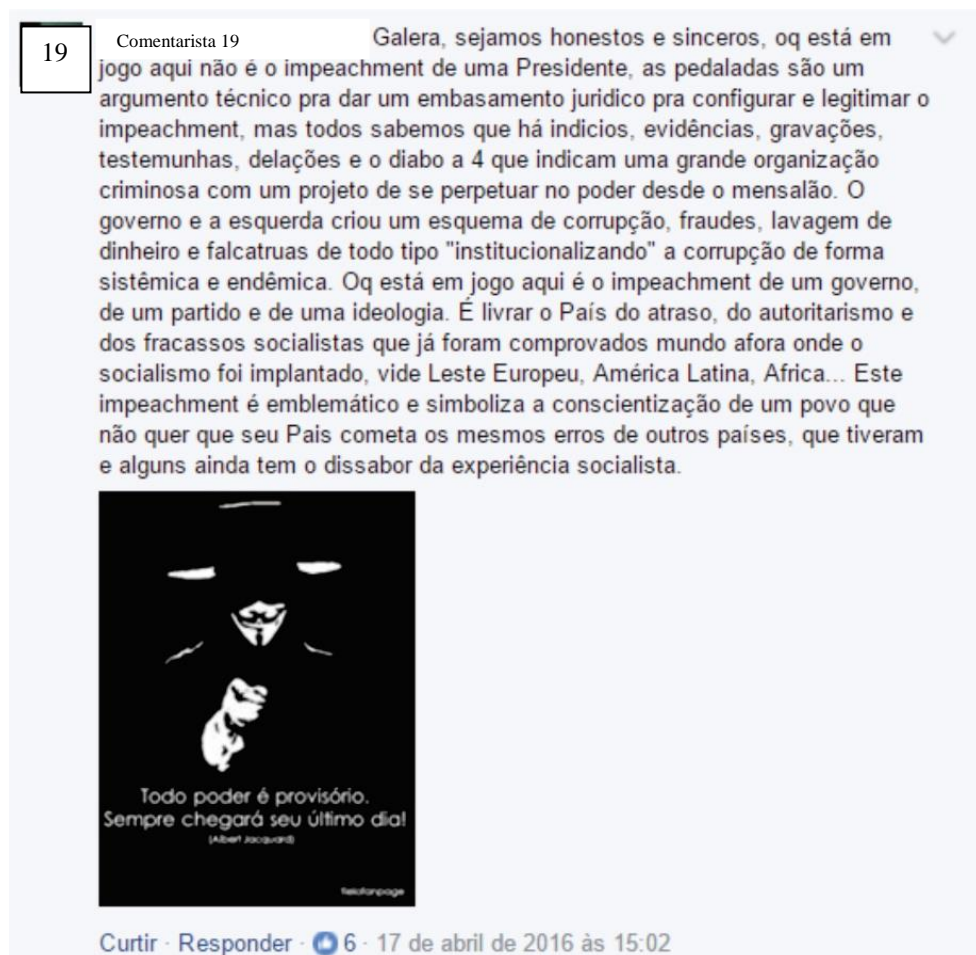 19
Comentarista 19
Galera, sejamos honestos e sinceros, oq está em
jogo aqui não é o impeachment de uma Presidente, as pedaladas são um
argumento técnico pra dar um embasamento juridico pra configurar e legitimar o
impeachment, mas todos sabemos que há indicios, evidências, gravações,
testemunhas, delações e o diabo a 4 que indicam uma grande organização
criminosa com um projeto de se perpetuar no poder desde o mensalão. O
governo e a esquerda criou um esquema de corrupção, fraudes, lavagem de
dinheiro e falcatruas de todo tipo "institucionalizando" a corrupção de forma
sistêmica e endêmica. Oq está em jogo aqui é o impeachment de um governo,
de um partido e de uma ideologia. É livrar o País do atraso, do autoritarismo e
dos fracassos socialistas que já foram comprovados mundo afora onde o
socialismo foi implantado, vide Leste Europeu, América Latina, Africa... Este
impeachment é emblemático e simboliza a conscientização de um povo que
não quer que seu Pais cometa os mesmos erros de outros países, que tiveram
e alguns ainda tem o dissabor da experiência socialista.
Todo poder é provisório.
Sempre chegará seu último dia!
(Albert Jacquard)
Curtir · Responder · 6 · 17 de abril de 2016 às 15:02